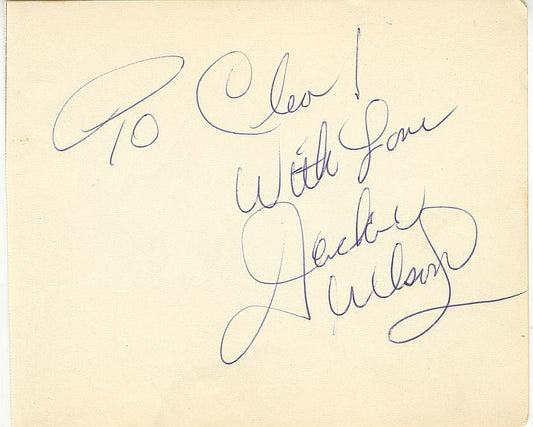 To Cleo!
With Love
Jackie
Wilson